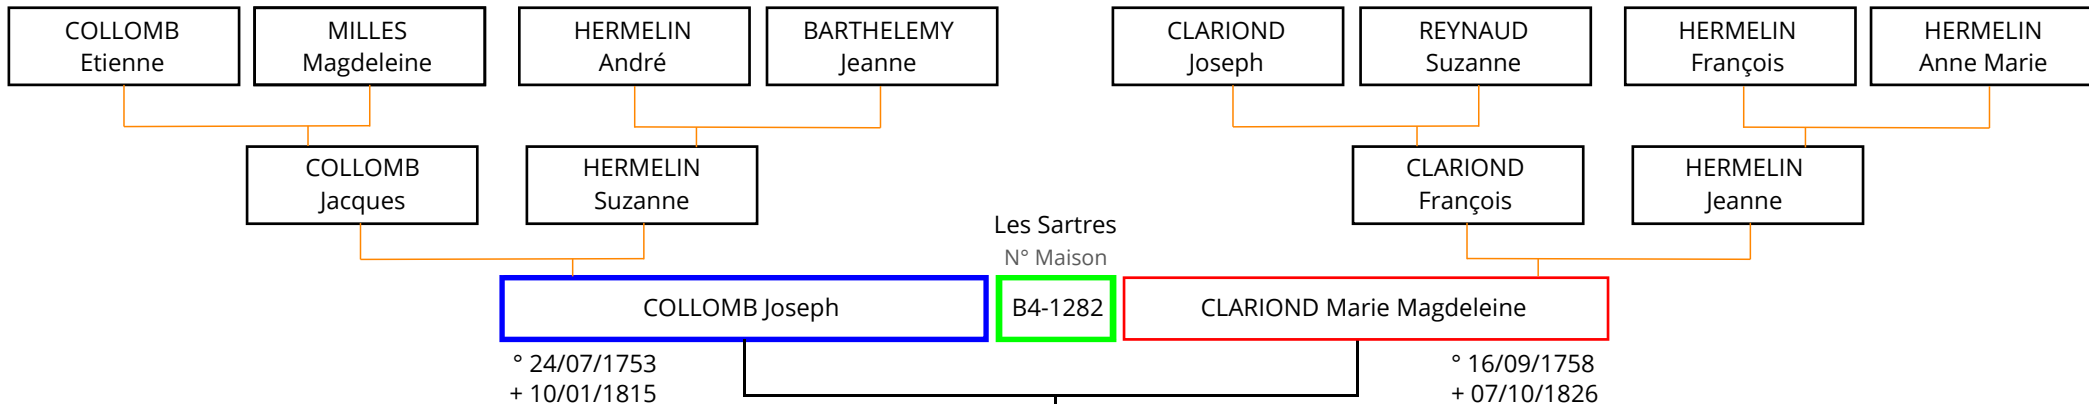 COLLOMB
Etienne
MILLES
Magdeleine
HERMELIN
André
BARTHELEMY
Jeanne
CLARIOND
Joseph
REYNAUD
Suzanne
HERMELIN
François
HERMELIN
Anne Marie
COLLOMB
Jacques
HERMELIN
Suzanne
CLARIOND
François
HERMELIN
Jeanne
Les Sartres
N° Maison
COLLOMB Joseph
B4-1282
CLARIOND Marie Magdeleine
° 24/07/1753
+ 10/01/1815
° 16/09/1758
+ 07/10/1826